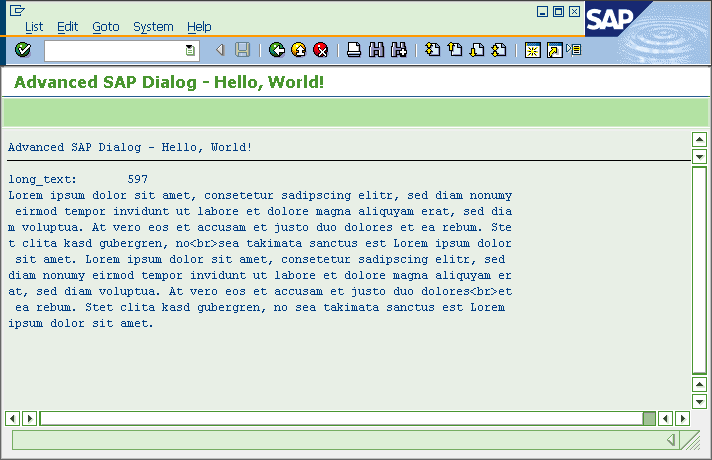 List Edit Goto System Help
SAP
Advanced SAP Dialog - Hello, World!
Advanced SAP Dialog - Hello, World!
long_text: 597
Lorem ipsum dolor sit amet, consetetur sadipscing elitr, sed diam nonumy
eirmod tempor invidunt ut labore et dolore magna aliquyam erat, sed dia
m voluptua. At vero eos et accusam et justo duo dolores et ea rebum. Ste
t clita kasd gubergren, no<br>sea takimata sanctus est Lorem ipsum dolor
sit amet. Lorem ipsum dolor sit amet, consetetur sadipscing elitr, sed
diam nonumy eirmod tempor invidunt ut labore et dolore magna aliquyam er
at, sed diam voluptua. At vero eos et accusam et justo duo dolores<br>et
ea rebum. Stet clita kasd gubergren, no sea takimata sanctus est Lorem
ipsum dolor sit amet.